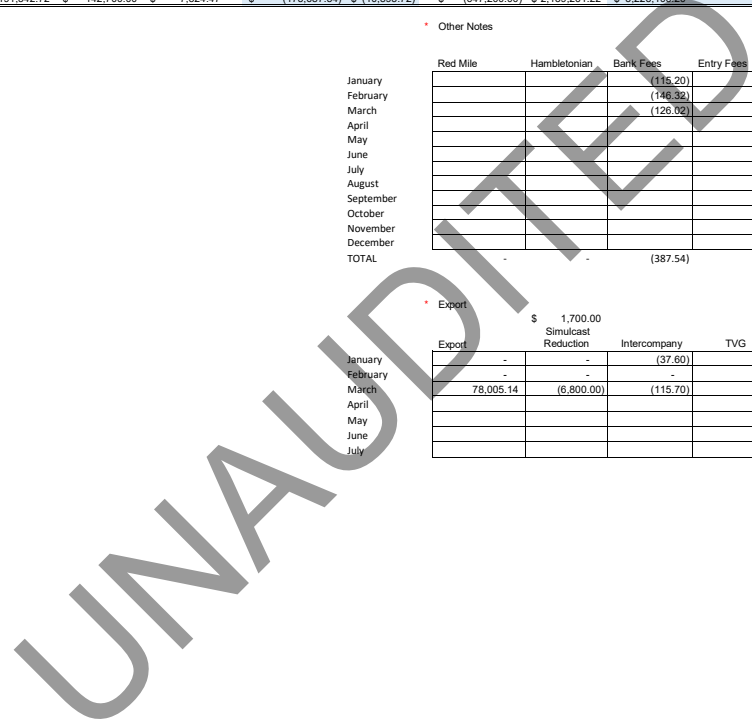 * Other Notes
Red Mile Hambletonian Bank Fees Entry Fees
January (115.20)
February (146.32)
March (126.02)
April
May
June
July
August
September
October
November
December
TOTAL - - (387.54)
* Export
$ 1,700.00
Simulcast
Export Reduction Intercompany TVG
January - - (37.60)
February - - -
March 78,005.14 (6,800.00) (115.70)
April
May
June
July
UNAUDITED